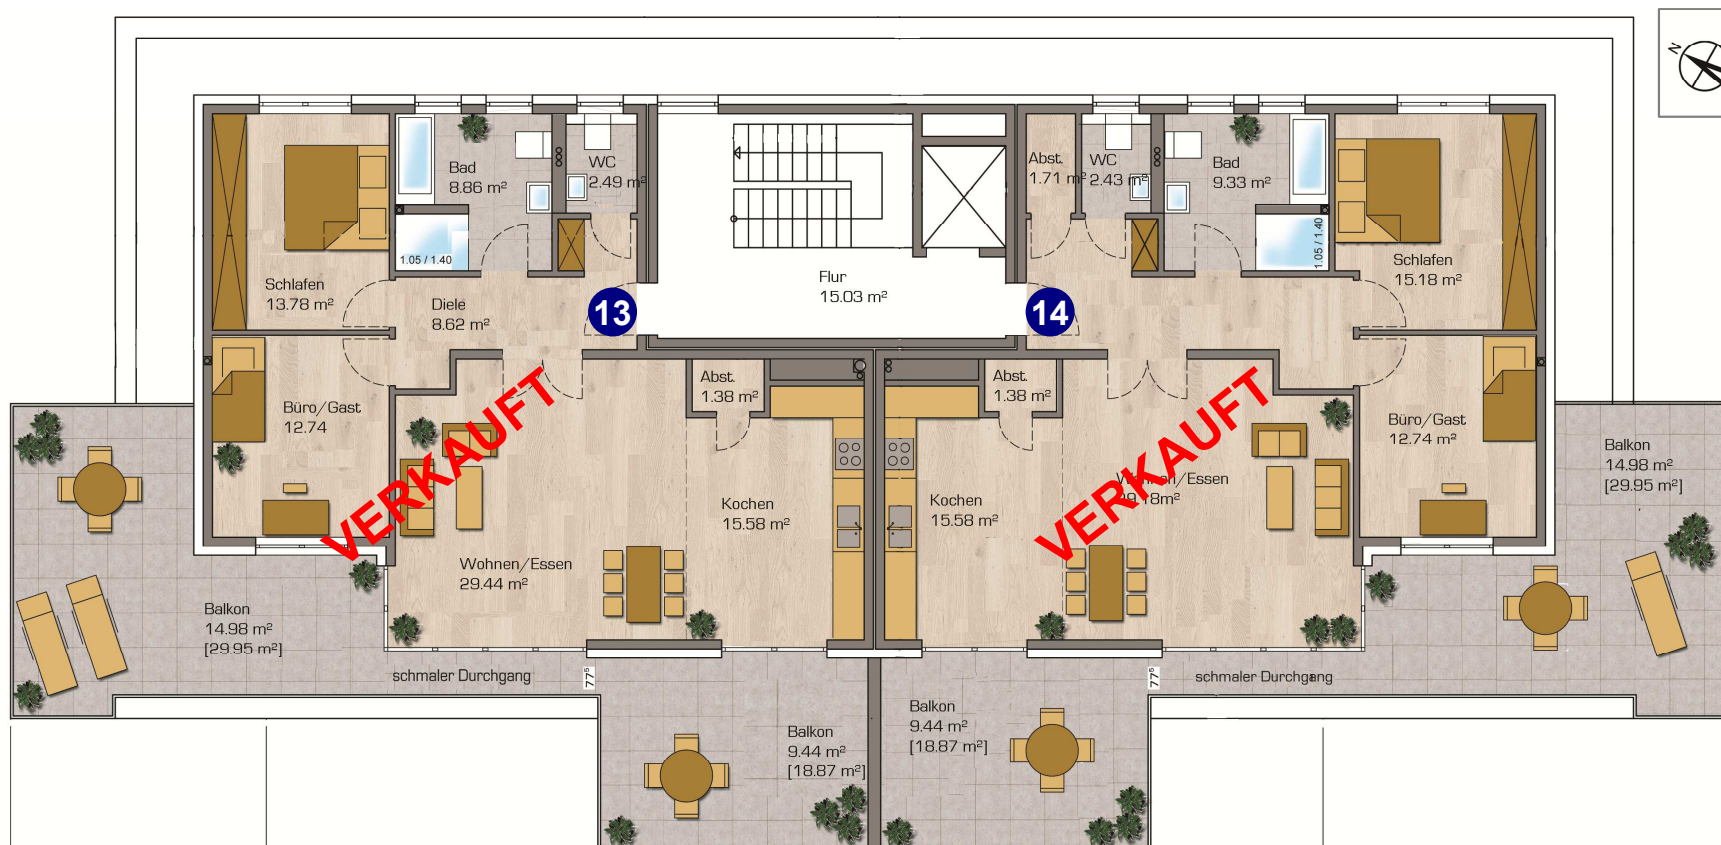 N
Schlafen
13.78 m²
Bad
8.86 m²
1.05 / 1.40
WC
2.49 m²
Diele
8.62 m²
13
Flur
15.03 m²
14
Abst.
1.71 m²
WC
2.43 m²
Bad
9.33 m²
1.05 / 1.40
Schlafen
15.18 m²
Büro/Gast
12.74
VERKAUFT
Abst.
1.38 m²
Kochen
15.58 m²
Wohnen/Essen
29.44 m²
Abst.
1.38 m²
Kochen
15.58 m²
VERKAUFT
Wohnen/Essen
29.18m²
Büro/Gast
12.74 m²
Balkon
14.98 m²
[29.95 m²]
Balkon
14.98 m²
[29.95 m²]
schmaler Durchgang
77⁵
77⁵
schmaler Durchgang
Balkon
9.44 m²
[18.87 m²]
Balkon
9.44 m²
[18.87 m²]